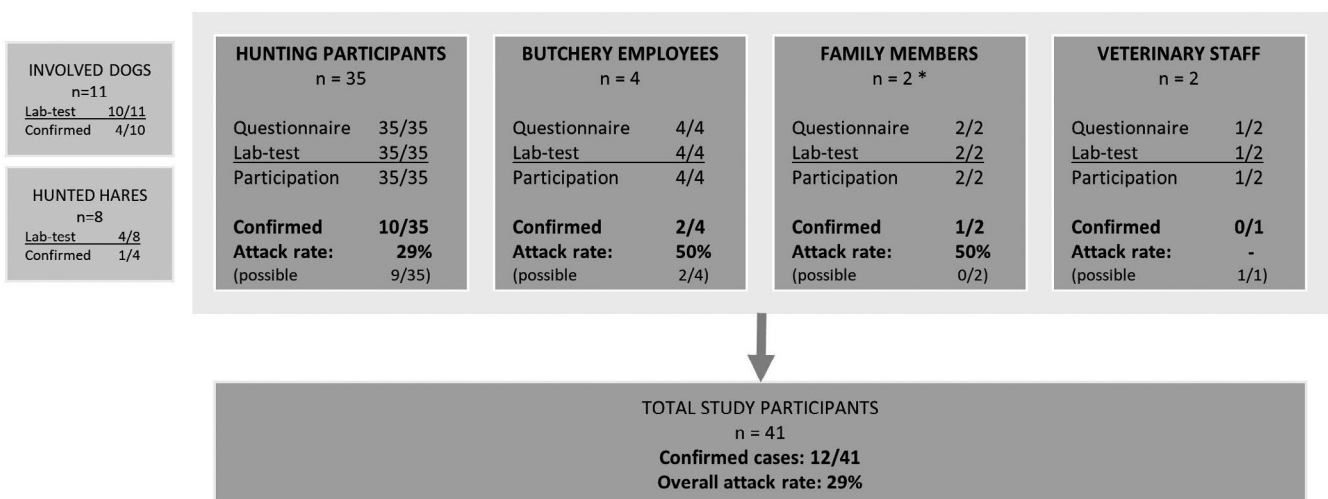 INVOLVED DOGS
n=11
Lab-test 10/11
Confirmed 4/10
HUNTED HARES
n=8
Lab-test 4/8
Confirmed 1/4
HUNTING PARTICIPANTS
n = 35
Questionnaire 35/35
Lab-test 35/35
Participation 35/35
Confirmed 10/35
Attack rate: 29%
(possible 9/35)
BUTCHERY EMPLOYEES
n = 4
Questionnaire 4/4
Lab-test 4/4
Participation 4/4
Confirmed 2/4
Attack rate: 50%
(possible 2/4)
FAMILY MEMBERS
n = 2 *
Questionnaire 2/2
Lab-test 2/2
Participation 2/2
Confirmed 1/2
Attack rate: 50%
(possible 0/2)
VETERINARY STAFF
n = 2
Questionnaire 1/2
Lab-test 1/2
Participation 1/2
Confirmed 0/1
Attack rate: -
(possible 1/1)
TOTAL STUDY PARTICIPANTS
n = 41
Confirmed cases: 12/41
Overall attack rate: 29%